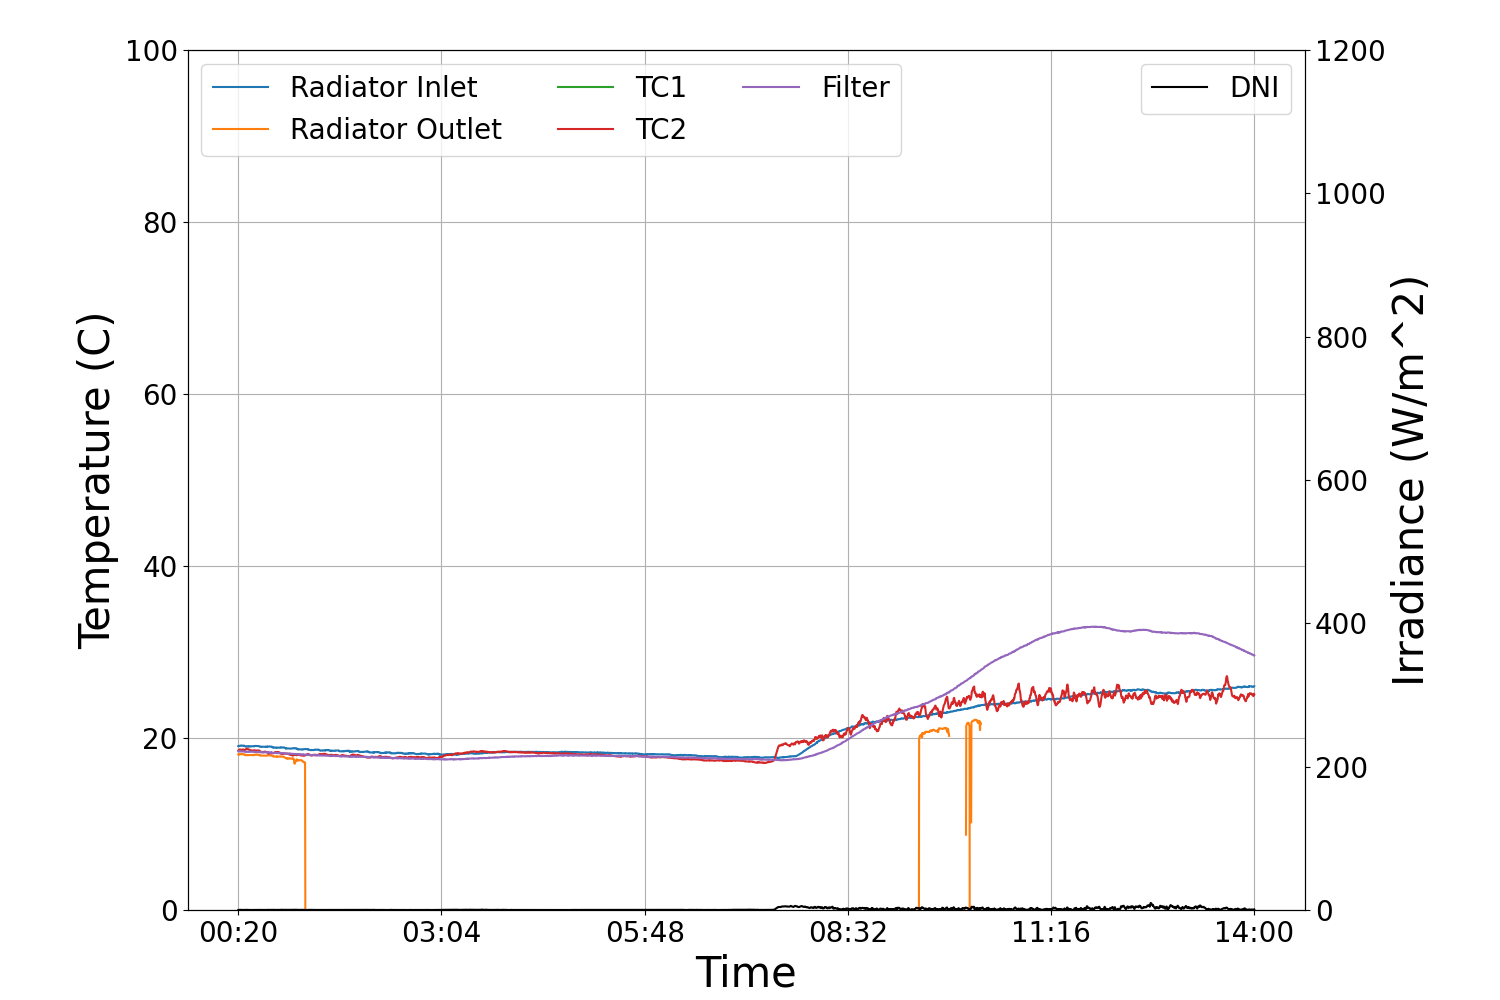 Radiator Inlet
Radiator Outlet
TC1
TC2
Filter
DNI
100
80
60
40
20
0
Temperature (C)
1200
1000
800
600
400
200
0
Irradiance (W/m^2)
00:20 03:04 05:48 08:32 11:16 14:00
Time